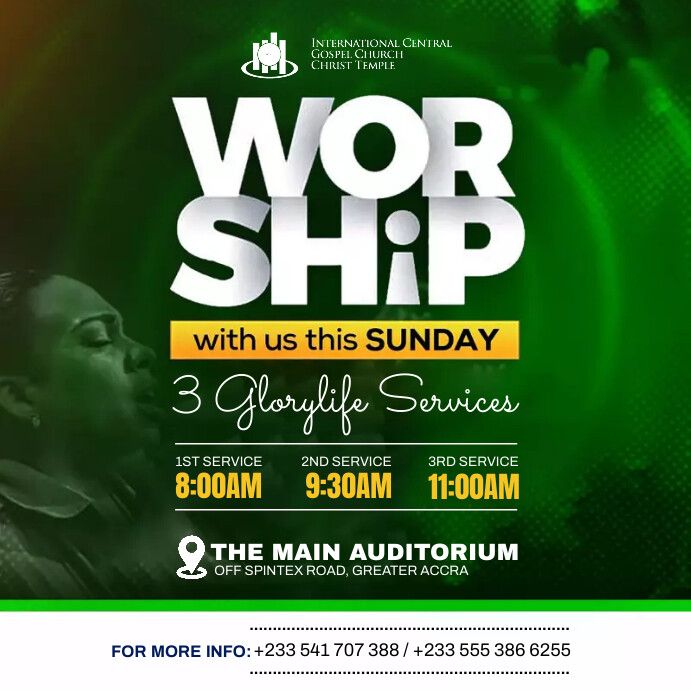 International Central
Gospel Church
Christ Temple
WOR
SHiP
with us this SUNDAY
3 Glorylife Services
1ST SERVICE 2ND SERVICE 3RD SERVICE
8:00AM 9:30AM 11:00AM
THE MAIN AUDITORIUM
OFF SPINTEX ROAD, GREATER ACCRA
FOR MORE INFO: +233 541 707 388 / +233 555 386 6255